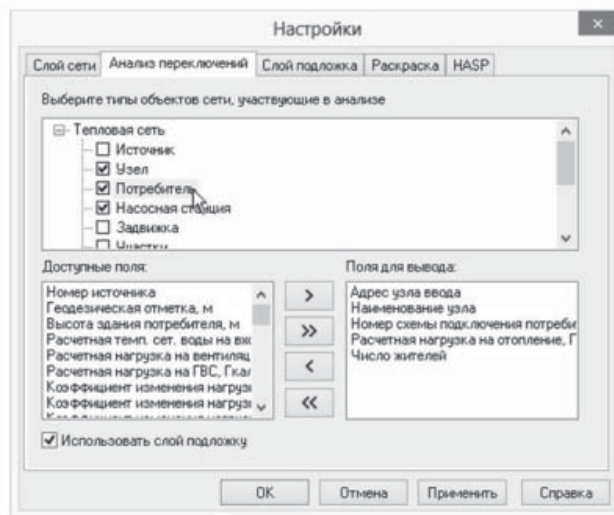 Настройки
Слой сети
Анализ переключений
Слой подложка
Раскраска
HASP
Выберите типы объектов сети, участвующие в анализе
Тепловая сеть
Источник
Узел
Потребитель
Насосная станция
Задвижка
Участки
Доступные поля:
Номер источника
Геодезическая отметка, м
Высота здания потребителя, м
Расчетная темп. сет. воды на вхо
Расчетная нагрузка на вентиляц
Расчетная нагрузка на ГВС, Гкал
Коэффициент изменения нагрузк
Коэффициент изменения нагрузк
>
>>
<
<<
Поля для вывода:
Адрес узла ввода
Наименование узла
Номер схемы подключения потреби
Расчетная нагрузка на отопление, Г
Число жителей
Использовать слой подложку
OK
Отмена
Применить
Справка